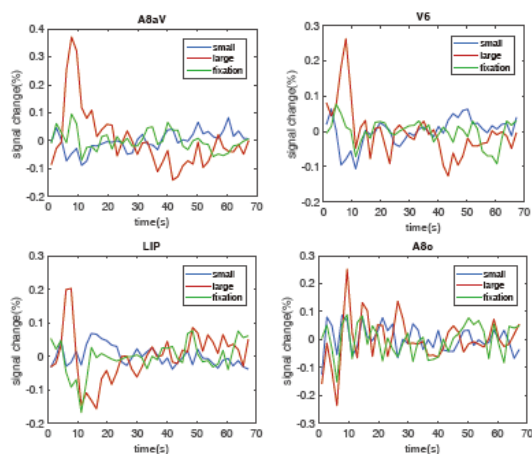 A8aV
0.4
0.3
0.2
0.1
0
-0.1
-0.2
signal change(%)
small
large
fixation
0 10 20 30 40 50 60 70
time(s)
V6
0.3
0.2
0.1
0
-0.1
-0.2
signal change(%)
small
large
fixation
0 10 20 30 40 50 60 70
time(s)
LIP
0.3
0.2
0.1
0
-0.1
-0.2
signal change(%)
small
large
fixation
0 10 20 30 40 50 60 70
time(s)
A8c
0.3
0.2
0.1
0
-0.1
-0.2
-0.3
signal change(%)
small
large
fixation
0 10 20 30 40 50 60 70
time(s)